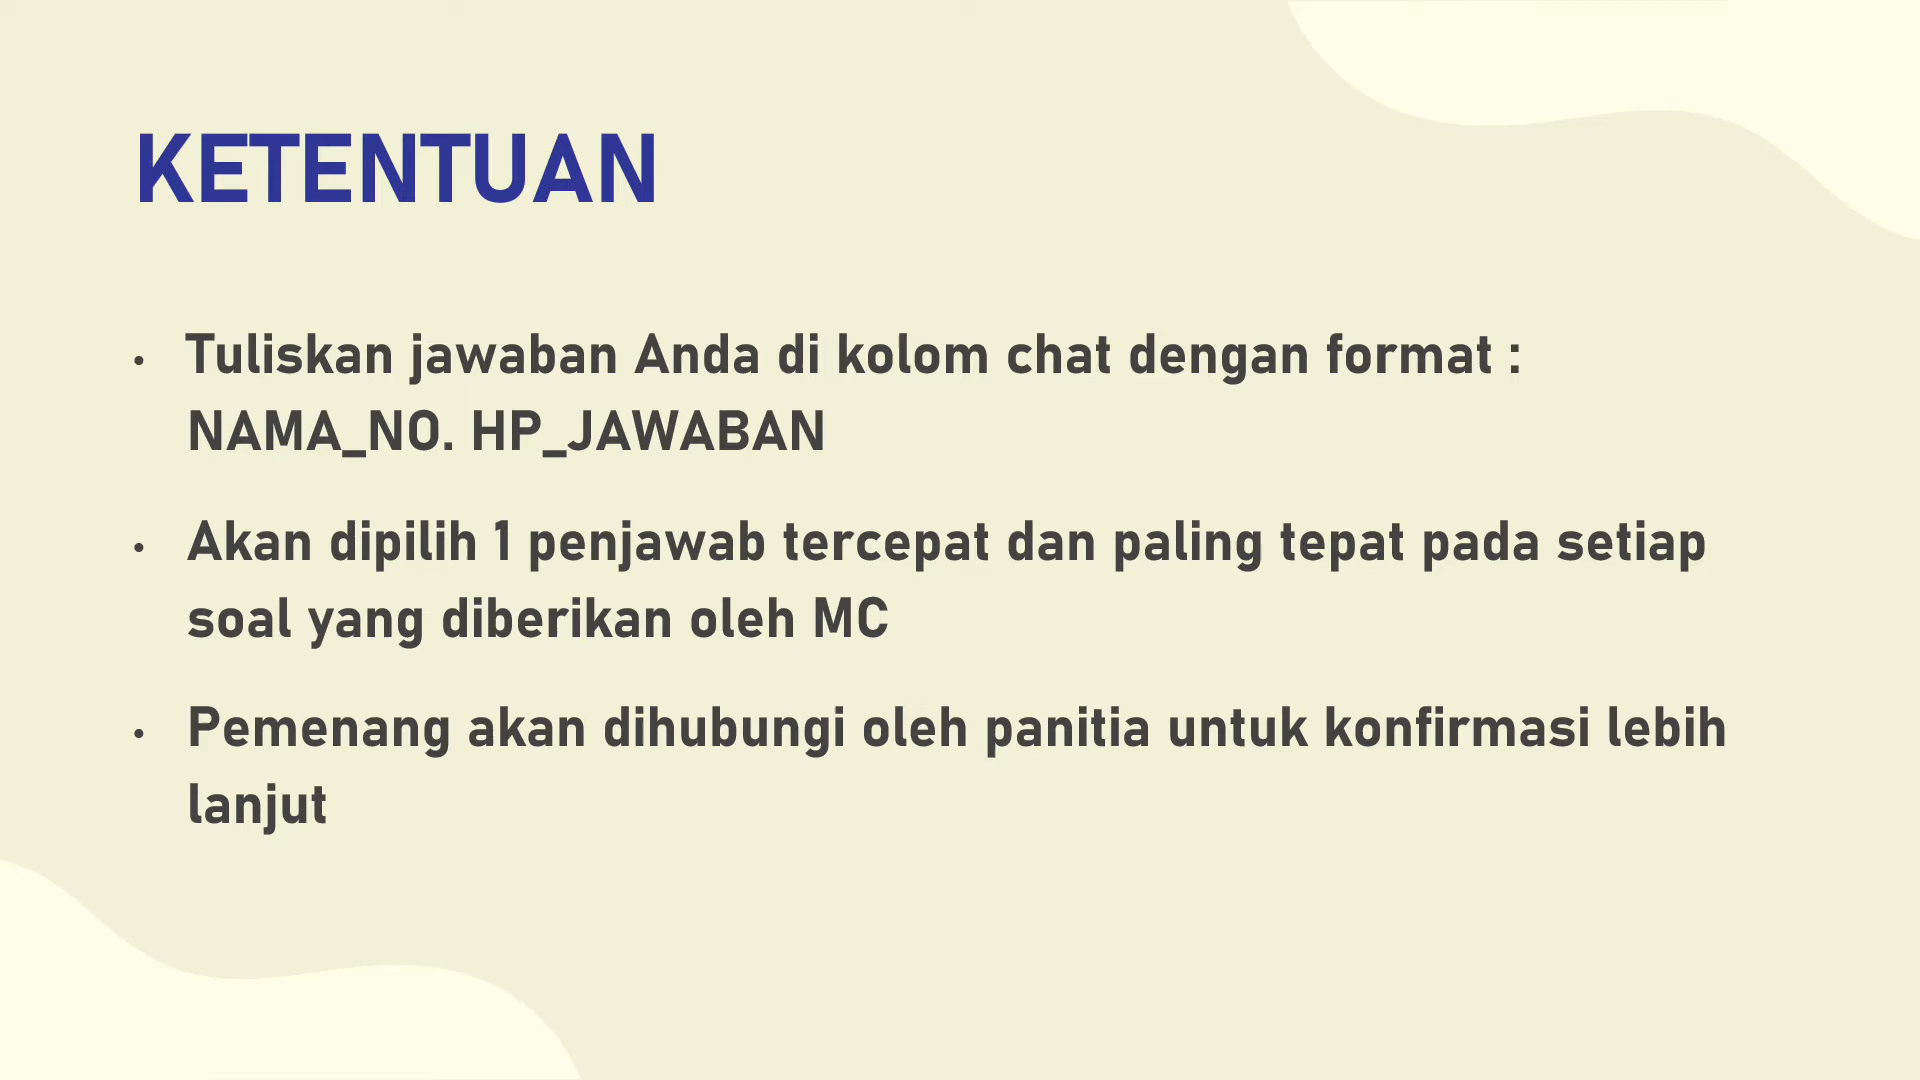 KETENTUAN
• Tuliskan jawaban Anda di kolom chat dengan format :
NAMA_NO. HP_JAWABAN
• Akan dipilih 1 penjawab tercepat dan paling tepat pada setiap
soal yang diberikan oleh MC
• Pemenang akan dihubungi oleh panitia untuk konfirmasi lebih
lanjut